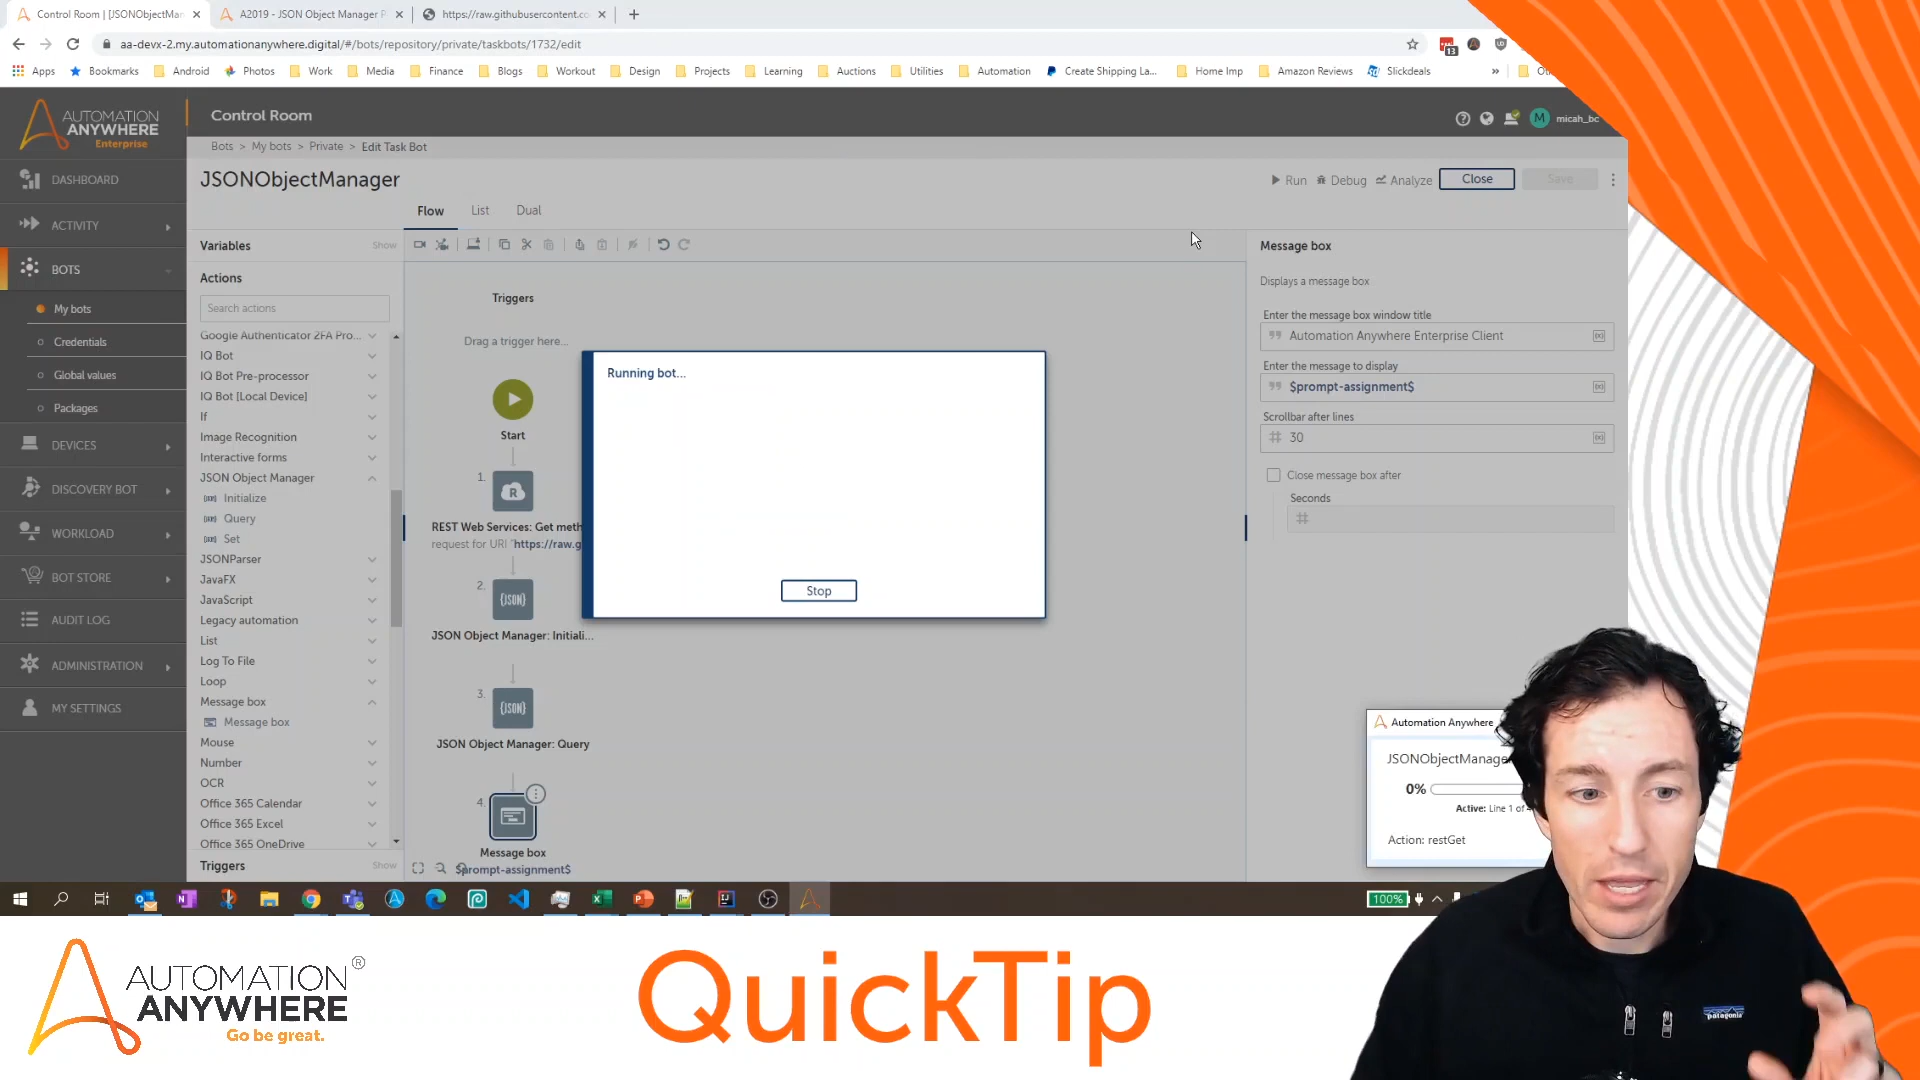 Control Room | [JSONObjectMan
A2019 - JSON Object Manager P
https://raw.githubusercontent.co
aa-devx-2.my.automationanywhere.digital/#/bots/repository/private/taskbots/1732/edit
13
Apps
Bookmarks
Android
Photos
Work
Media
Finance
Blogs
Workout
Design
Projects
Learning
Auctions
Utilities
Automation
Create Shipping La...
Home Imp
Amazon Reviews
Slickdeals
AUTOMATION
ANYWHERE
Enterprise
Control Room
M
micah_bc
Bots > My bots > Private > Edit Task Bot
JSONObjectManager
Run
Debug
Analyze
Close
Save
Flow
List
Dual
DASHBOARD
ACTIVITY
BOTS
My bots
Credentials
Global values
Packages
DEVICES
DISCOVERY BOT
WORKLOAD
BOT STORE
AUDIT LOG
ADMINISTRATION
MY SETTINGS
Variables
Show
Actions
Search actions
Google Authenticator 2FA Pro...
IQ Bot
IQ Bot Pre-processor
IQ Bot [Local Device]
If
Image Recognition
Interactive forms
JSON Object Manager
Initialize
Query
Set
JSONParser
JavaFX
JavaScript
Legacy automation
List
Log To File
Loop
Message box
Message box
Mouse
Number
OCR
Office 365 Calendar
Office 365 Excel
Office 365 OneDrive
Triggers
Show
Triggers
Drag a trigger here...
Start
1.
R
REST Web Services: Get meth
request for URI "https://raw.g
2.
{JSON}
JSON Object Manager: Initiali...
3.
{JSON}
JSON Object Manager: Query
4.
Message box
$prompt-assignment$
Running bot...
Stop
Message box
Displays a message box
Enter the message box window title
Automation Anywhere Enterprise Client
Enter the message to display
$prompt-assignment$
Scrollbar after lines
30
Close message box after
Seconds
Automation Anywhere
JSONObjectManage
0%
Active: Line 1 of
Action: restGet
100%
AUTOMATION
ANYWHERE
®
Go be great.
QuickTip
patagonia